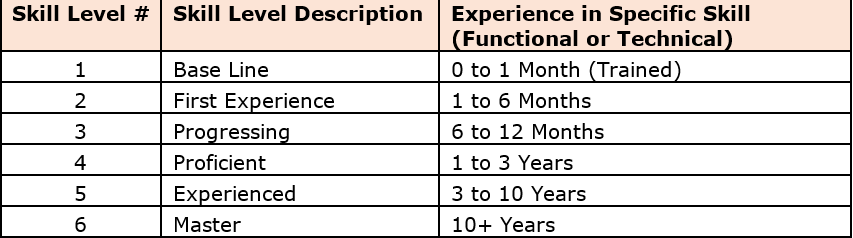 Skill Level # Skill Level Description Experience in Specific Skill
(Functional or Technical)
1 Base Line 0 to 1 Month (Trained)
2 First Experience 1 to 6 Months
3 Progressing 6 to 12 Months
4 Proficient 1 to 3 Years
5 Experienced 3 to 10 Years
6 Master 10+ Years